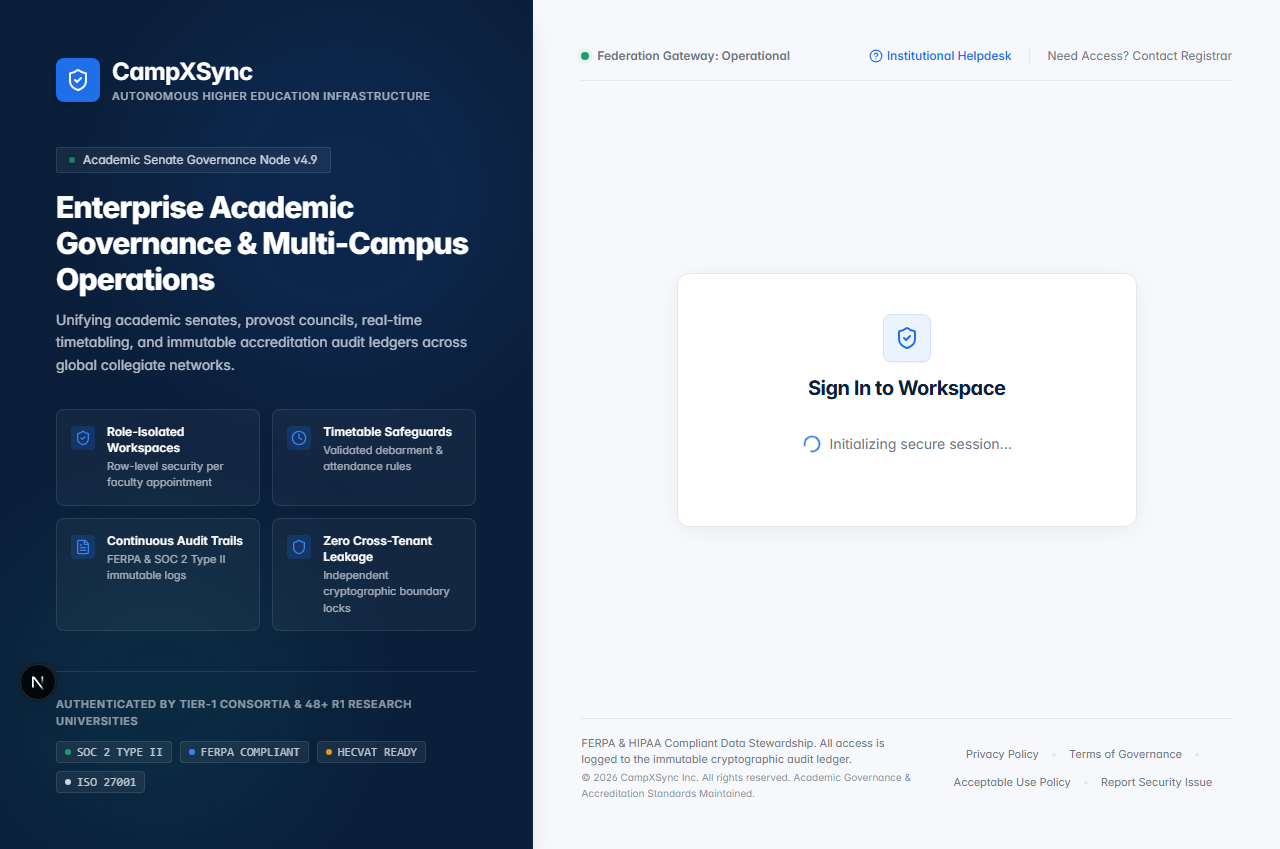 CampXSync
AUTONOMOUS HIGHER EDUCATION INFRASTRUCTURE
Academic Senate Governance Node v4.9
Enterprise Academic
Governance & Multi-Campus
Operations
Unifying academic senates, provost councils, real-time
timetabling, and immutable accreditation audit ledgers across
global collegiate networks.
Role-Isolated
Workspaces
Row-level security per
faculty appointment
Timetable Safeguards
Validated debarment &
attendance rules
Continuous Audit Trails
FERPA & SOC 2 Type II
immutable logs
Zero Cross-Tenant
Leakage
Independent
cryptographic boundary
locks
N
AUTHENTICATED BY TIER-1 CONSORTIA & 48+ R1 RESEARCH
UNIVERSITIES
SOC 2 TYPE II
FERPA COMPLIANT
HECVAT READY
ISO 27001
Federation Gateway: Operational
Institutional Helpdesk
Need Access? Contact Registrar
Sign In to Workspace
Initializing secure session...
FERPA & HIPAA Compliant Data Stewardship. All access is
logged to the immutable cryptographic audit ledger.
© 2026 CampXSync Inc. All rights reserved. Academic Governance &
Accreditation Standards Maintained.
Privacy Policy
Terms of Governance
Acceptable Use Policy
Report Security Issue